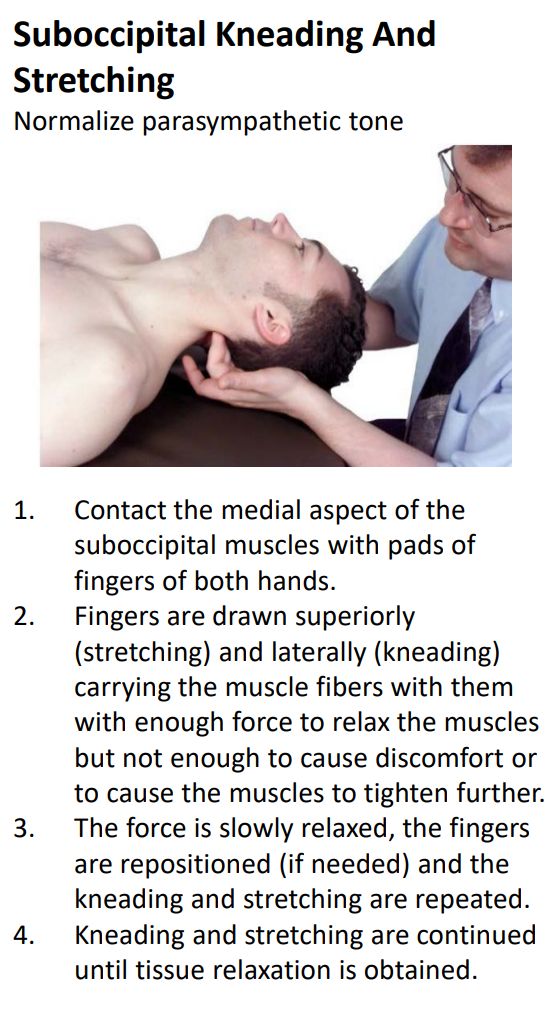 Suboccipital Kneading And
Stretching
Normalize parasympathetic tone
1. Contact the medial aspect of the
suboccipital muscles with pads of
fingers of both hands.
2. Fingers are drawn superiorly
(stretching) and laterally (kneading)
carrying the muscle fibers with them
with enough force to relax the muscles
but not enough to cause discomfort or
to cause the muscles to tighten further.
3. The force is slowly relaxed, the fingers
are repositioned (if needed) and the
kneading and stretching are repeated.
4. Kneading and stretching are continued
until tissue relaxation is obtained.